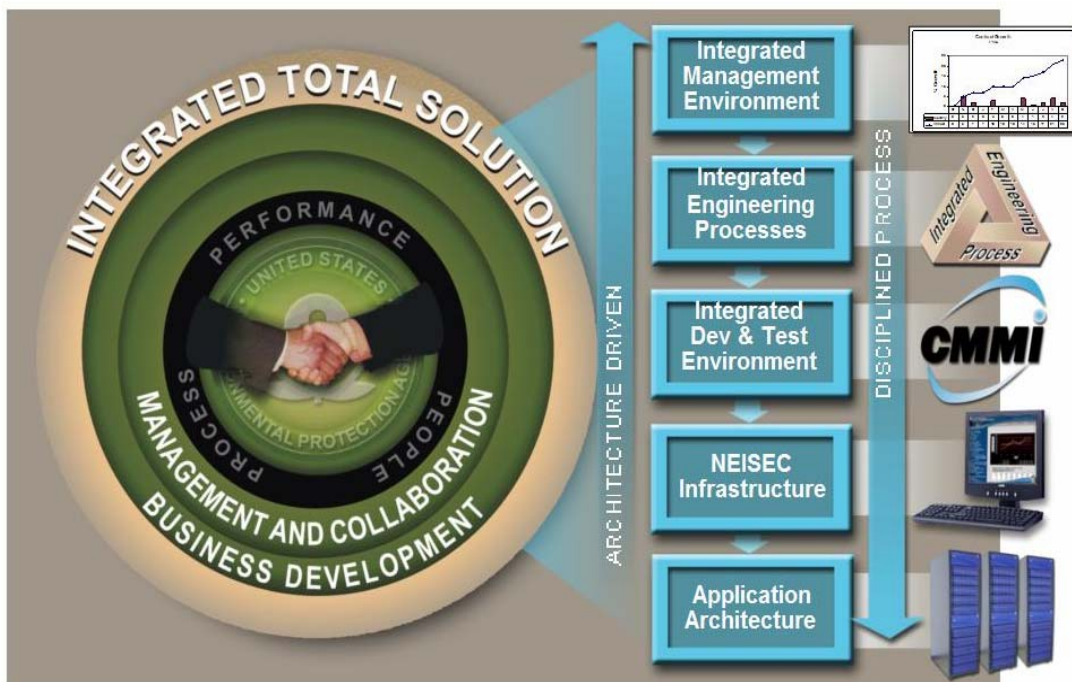 INTEGRATED TOTAL SOLUTION
PERFORMANCE
PEOPLE
PROCESS
UNITED STATES
MENTAL PROTECTION AGE
MANAGEMENT AND COLLABORATION
BUSINESS DEVELOPMENT
ARCHITECTURE DRIVEN
Integrated
Management
Environment
Integrated
Engineering
Processes
Integrated
Dev & Test
Environment
NEISEC
Infrastructure
Application
Architecture
DISCIPLINED PROCESS
Integrated
Engineering
Process
CMMi